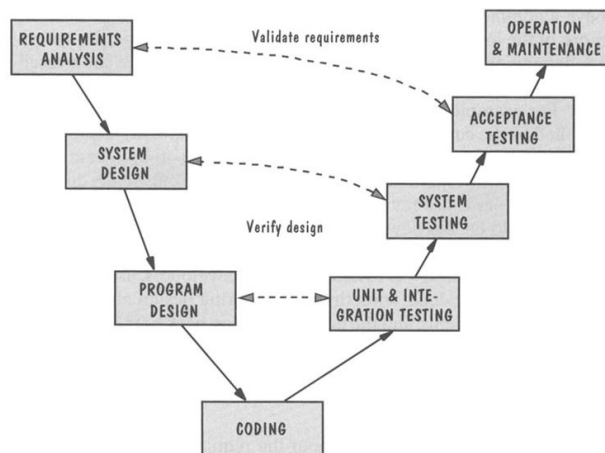 OPERATION
& MAINTENANCE
REQUIREMENTS
ANALYSIS
Validate requirements
ACCEPTANCE
TESTING
SYSTEM
DESIGN
SYSTEM
TESTING
Verify design
PROGRAM
DESIGN
UNIT & INTE-
GRATION TESTING
CODING